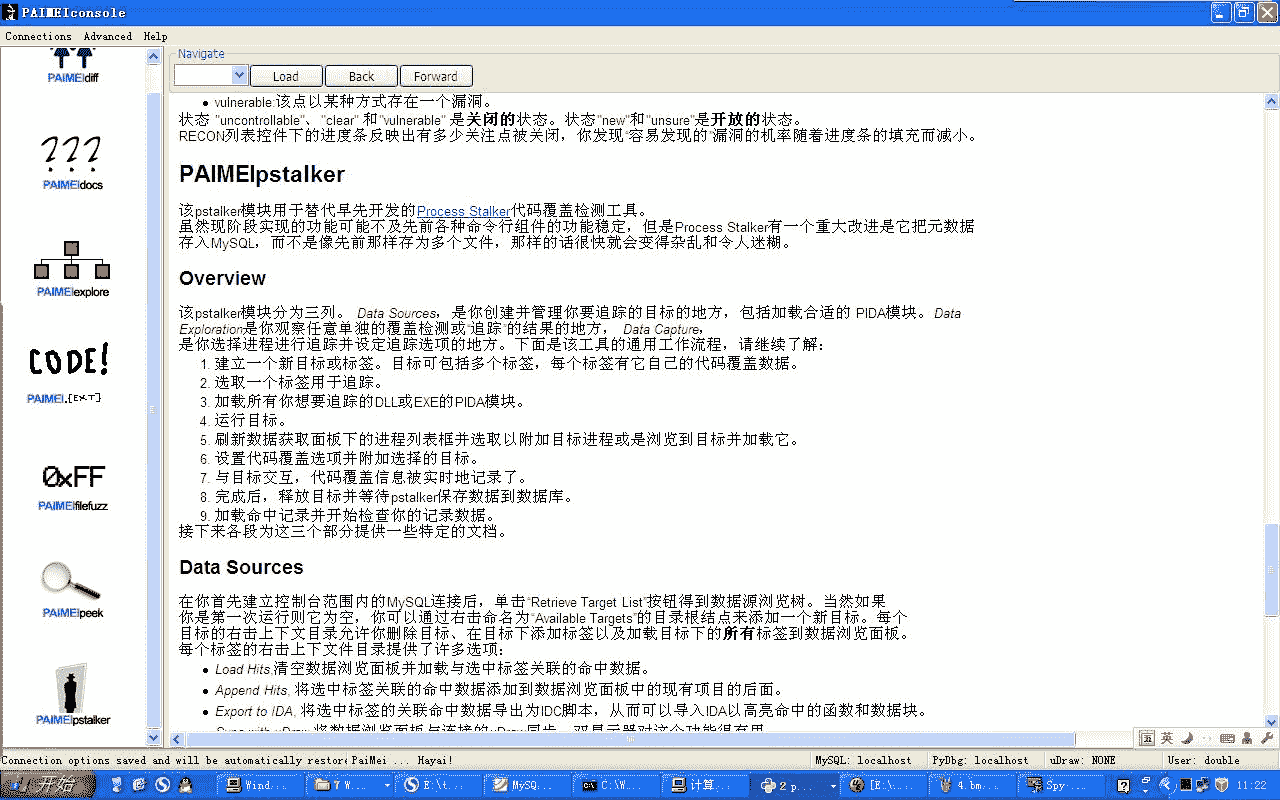 PAIMEIconsole
Connections Advanced Help
PAIMEIdiff
???
PAIMEIdocs
PAIMEIexplore
CODE!
PAIMEI.[EXT]
0xFF
PAIMEIfilefuzz
PAIMEIpeek
PAIMEIpstalker
Navigate
Load Back Forward
• vulnerable:该点以某种方式存在一个漏洞。
状态 "uncontrollable"、"clear" 和"vulnerable" 是关闭的状态。状态"new"和"unsure"是开放的状态。
RECON列表控件下的进度条反映出有多少关注点被关闭，你发现“容易发现的”漏洞的机率随着进度条的填充而减小。
PAIMEIpstalker
该pstalker模块用于替代早先开发的Process Stalker代码覆盖检测工具。
虽然现阶段实现的功能可能不及先前各种命令行组件的功能稳定，但是Process Stalker有一个重大改进是它把元数据
存入MySQL，而不是像先前那样存为多个文件，那样的话很快就会变得杂乱和令人迷糊。
Overview
该pstalker模块分为三列。 Data Sources，是你创建并管理你要追踪的目标的地方，包括加载合适的 PIDA模块。Data
Exploration是你观察任意单独的覆盖检测或“追踪”的结果的地方， Data Capture，
是你选择进程进行追踪并设定追踪选项的地方。下面是该工具的通用工作流程，请继续了解：
1. 建立一个新目标或标签。目标可包括多个标签，每个标签有它自己的代码覆盖数据。
2. 选取一个标签用于追踪。
3. 加载所有你想要追踪的DLL或EXE的PIDA模块。
4. 运行目标。
5. 刷新数据获取面板下的进程列表框并选取以附加目标进程或是浏览到目标并加载它。
6. 设置代码覆盖选项并附加选择的目标。
7. 与目标交互，代码覆盖信息被实时地记录了。
8. 完成后，释放目标并等待pstalker保存数据到数据库。
9. 加载命中记录并开始检查你的记录数据。
接下来各段为这三个部分提供一些特定的文档。
Data Sources
在你首先建立控制台范围内的MySQL连接后，单击“Retrieve Target List”按钮得到数据源浏览树。当然如果
你是第一次运行则它为空，你可以通过右击命名为“Available Targets”的目录根结点来添加一个新目标。每个
目标的右击上下文目录允许你删除目标、在目标下添加标签以及加载目标下的所有标签到数据浏览面板。
每个标签的右击上下文件目录提供了许多选项：
• Load Hits,清空数据浏览面板并加载与选中标签关联的命中数据。
• Append Hits, 将选中标签关联的命中数据添加到数据浏览面板中的现有项目的后面。
• Export to IDA, 将选中标签的关联命中数据导出为IDC脚本，从而可以导入IDA以高亮命中的函数和数据块。
五 英
Connection options saved and will be automatically restore PaiMei ... Hayai! MySQL: localhost PyDbg: localhost uDraw: NONE User: double
开始 Wind... 7 W... E:\t... MySQ... C:\W... 计算... 2 p... [E:\... 4.bm... Spy ... 11:22